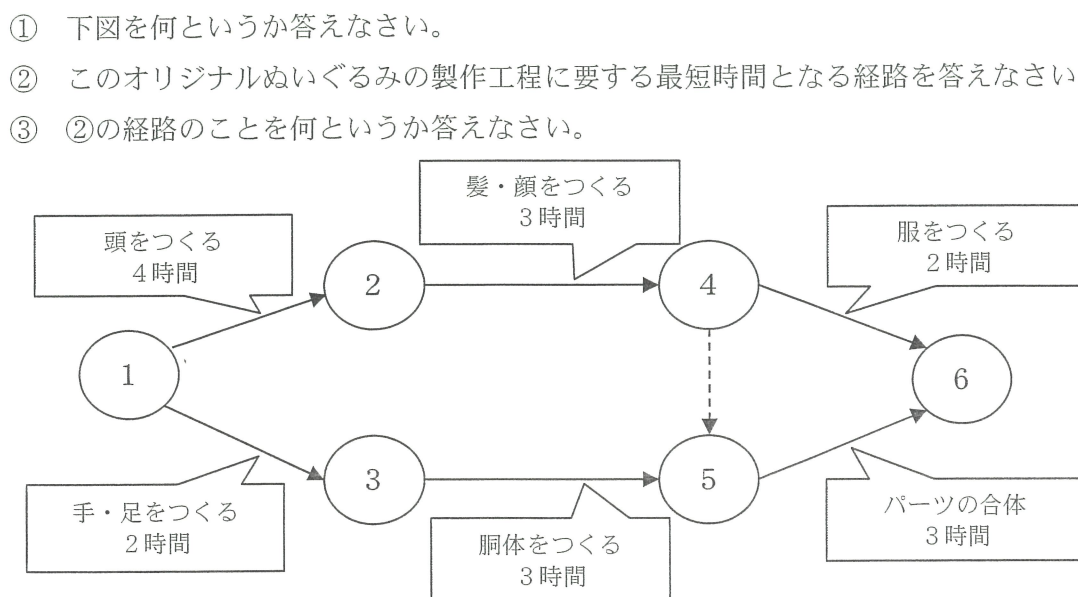 ① 下図を何というか答えなさい。
② このオリジナルぬいぐるみの製作工程に要する最短時間となる経路を答えなさい
③ ②の経路のことを何というか答えなさい。
髪・顔をつくる
3時間
頭をつくる
4時間
服をつくる
2時間
2
4
1
6
3
5
手・足をつくる
2時間
胴体をつくる
3時間
パーツの合体
3時間